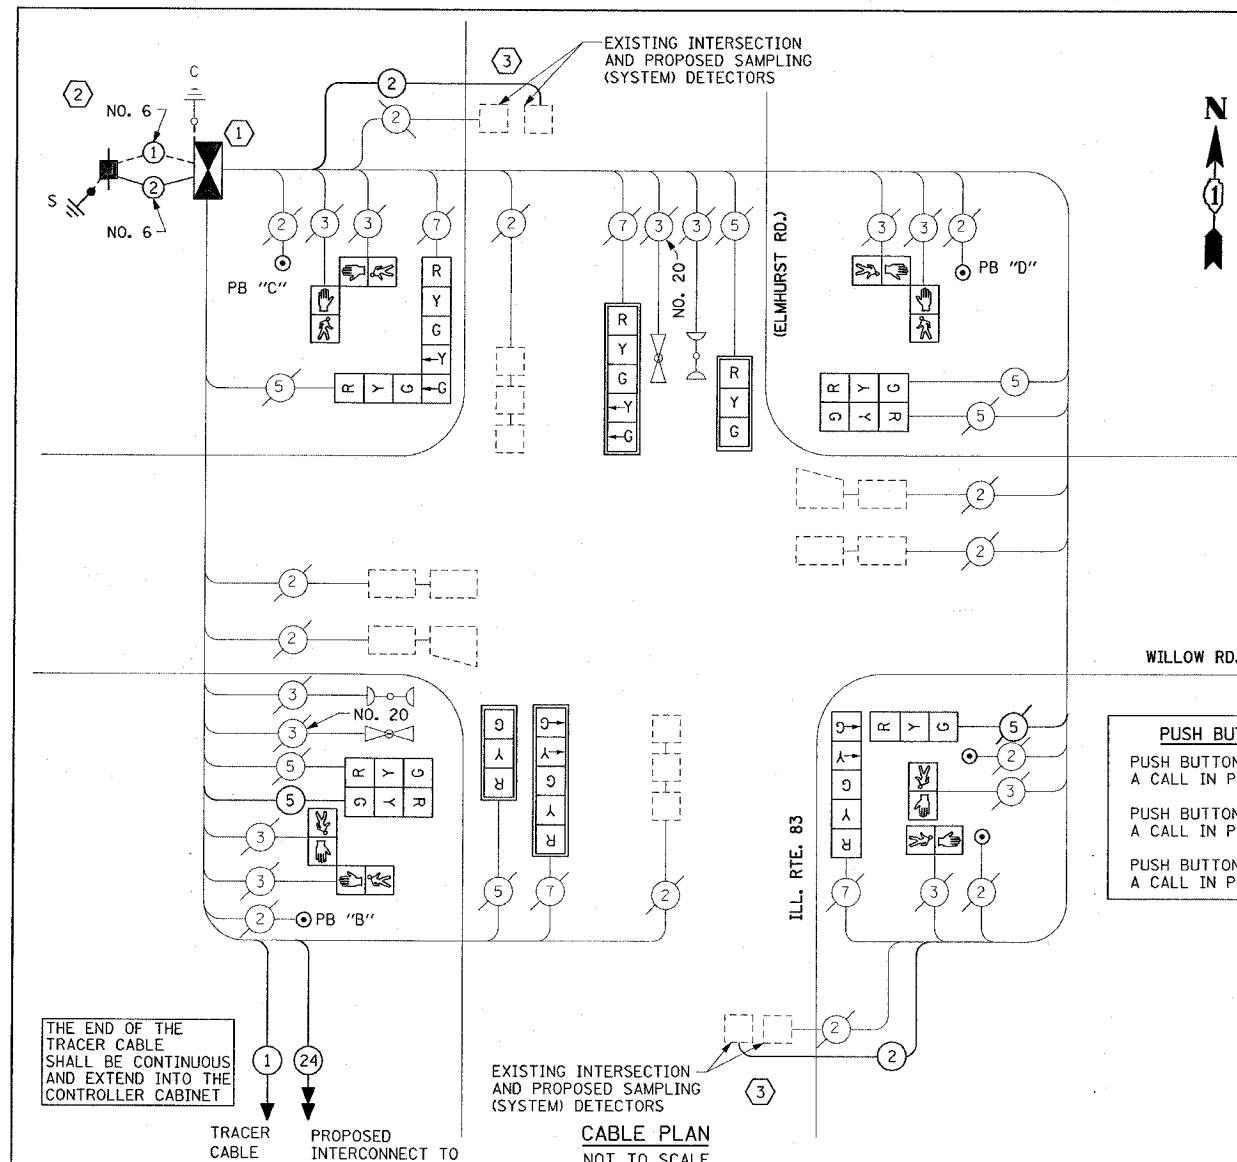 EXISTING INTERSECTION
AND PROPOSED SAMPLING
(SYSTEM) DETECTORS
3
2
2
C
2
NO. 6
1
1
2
S
NO. 6
N
1
2
3
3
7
2
7
3
3
5
3
3
2
NO. 20
PB "C"
PB "D"
(ELMHURST RD.)
R
Y
G
Y
G
R Y G
5
R
Y
G
Y
G
R
Y
G
R Y G
G Y R
5
5
2
2
2
2
WILLOW RD.
3
NO. 20
3
5
5
R Y G
G Y R
3
3
2
PB "B"
G
Y
R
G
Y
G
Y
R
5
7
2
G
Y
G
Y
R
R Y G
5
2
3
7
3
2
ILL. RTE. 83
PUSH BU
PUSH BUTTON
A CALL IN P
PUSH BUTTON
A CALL IN P
PUSH BUTTON
A CALL IN P
THE END OF THE
TRACER CABLE
SHALL BE CONTINUOUS
AND EXTEND INTO THE
CONTROLLER CABINET
1
24
TRACER
CABLE
PROPOSED
INTERCONNECT TO
2
2
EXISTING INTERSECTION
AND PROPOSED SAMPLING
(SYSTEM) DETECTORS
3
CABLE PLAN
NOT TO SCALE